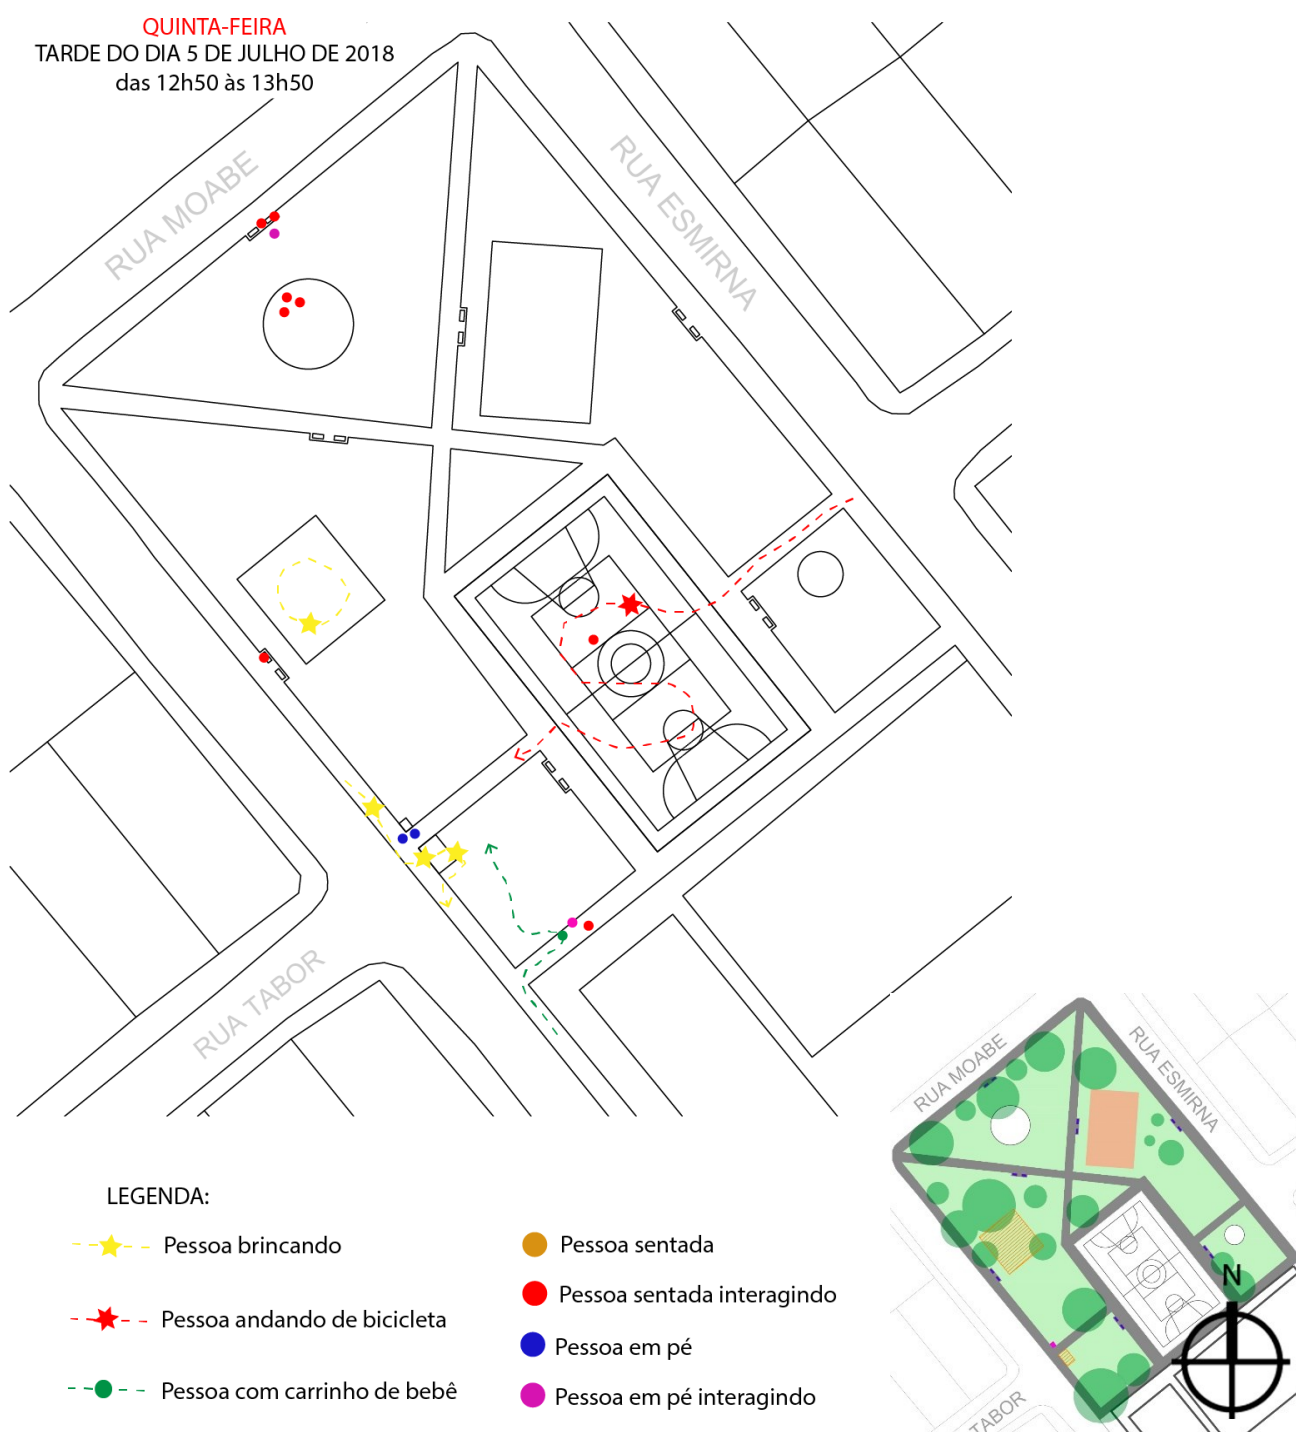 QUINTA-FEIRA
TARDE DO DIA 5 DE JULHO DE 2018
das 12h50 às 13h50
RUA MOABE
RUA ESMIRNA
RUA TABOR
LEGENDA:
Pessoa brincando
Pessoa andando de bicicleta
Pessoa com carrinho de bebê
Pessoa sentada
Pessoa sentada interagindo
Pessoa em pé
Pessoa em pé interagindo
RUA MOABE
RUA ESMIRNA
N
TABOR